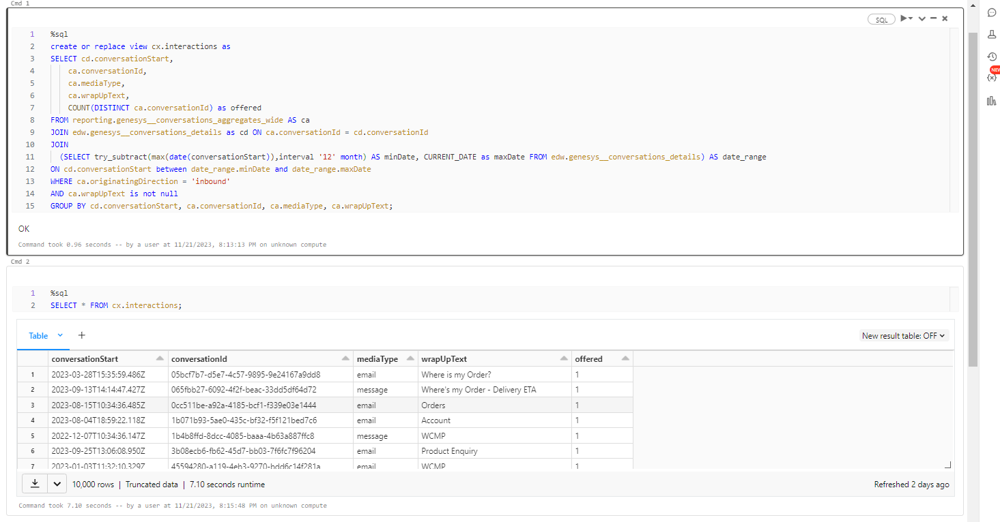 Cmd 1
SQL
1 %sql
2 create or replace view cx.interactions as
3 SELECT cd.conversationStart,
4 ca.conversationId,
5 ca.mediaType,
6 ca.wrapUpText,
7 COUNT(DISTINCT ca.conversationId) as offered
8 FROM reporting.genesys__conversations_aggregates_wide AS ca
9 JOIN edw.genesys__conversations_details as cd ON ca.conversationId = cd.conversationId
10 JOIN
11 (SELECT try_subtract(max(date(conversationStart)),interval '12' month) AS minDate, CURRENT_DATE as maxDate FROM edw.genesys__conversations_details) AS date_range
12 ON cd.conversationStart between date_range.minDate and date_range.maxDate
13 WHERE ca.originatingDirection = 'inbound'
14 AND ca.wrapUpText is not null
15 GROUP BY cd.conversationStart, ca.conversationId, ca.mediaType, ca.wrapUpText;
OK
Command took 0.96 seconds -- by a user at 11/21/2023, 8:13:13 PM on unknown compute
NEW
Cmd 2
1 %sql
2 SELECT * FROM cx.interactions;
Table
New result table: OFF
conversationStart conversationId mediaType wrapUpText offered
1 2023-03-28T15:35:59.486Z 05bcf7b7-d5e7-4c57-9895-9e24167a9dd8 email Where is my Order? 1
2 2023-09-13T14:14:47.427Z 065fbb27-6092-4f2f-beac-33dd5df64d72 message Where's my Order - Delivery ETA 1
3 2023-08-15T10:34:36.485Z 0cc511be-a92a-4185-bcf1-f339e03e1444 email Orders 1
4 2023-08-04T18:59:22.118Z 1b071b93-5ae0-435c-bf32-f5f121bed7c6 email Account 1
5 2022-12-07T10:34:36.147Z 1b4b8ffd-8dcc-4085-baaa-4b63a887ffc8 message WCMP 1
6 2023-09-25T13:06:08.950Z 3b08ecb6-fb62-45d7-bb03-7f6fc7f96204 email Product Enquiry 1
7 2023-01-03T11:32:10.329Z 45594280-a119-4eb3-9270-bdd6c14f281a email WCMP 1
10,000 rows | Truncated data | 7.10 seconds runtime
Refreshed 2 days ago
Command took 7.10 seconds -- by a user at 11/21/2023, 8:15:48 PM on unknown compute